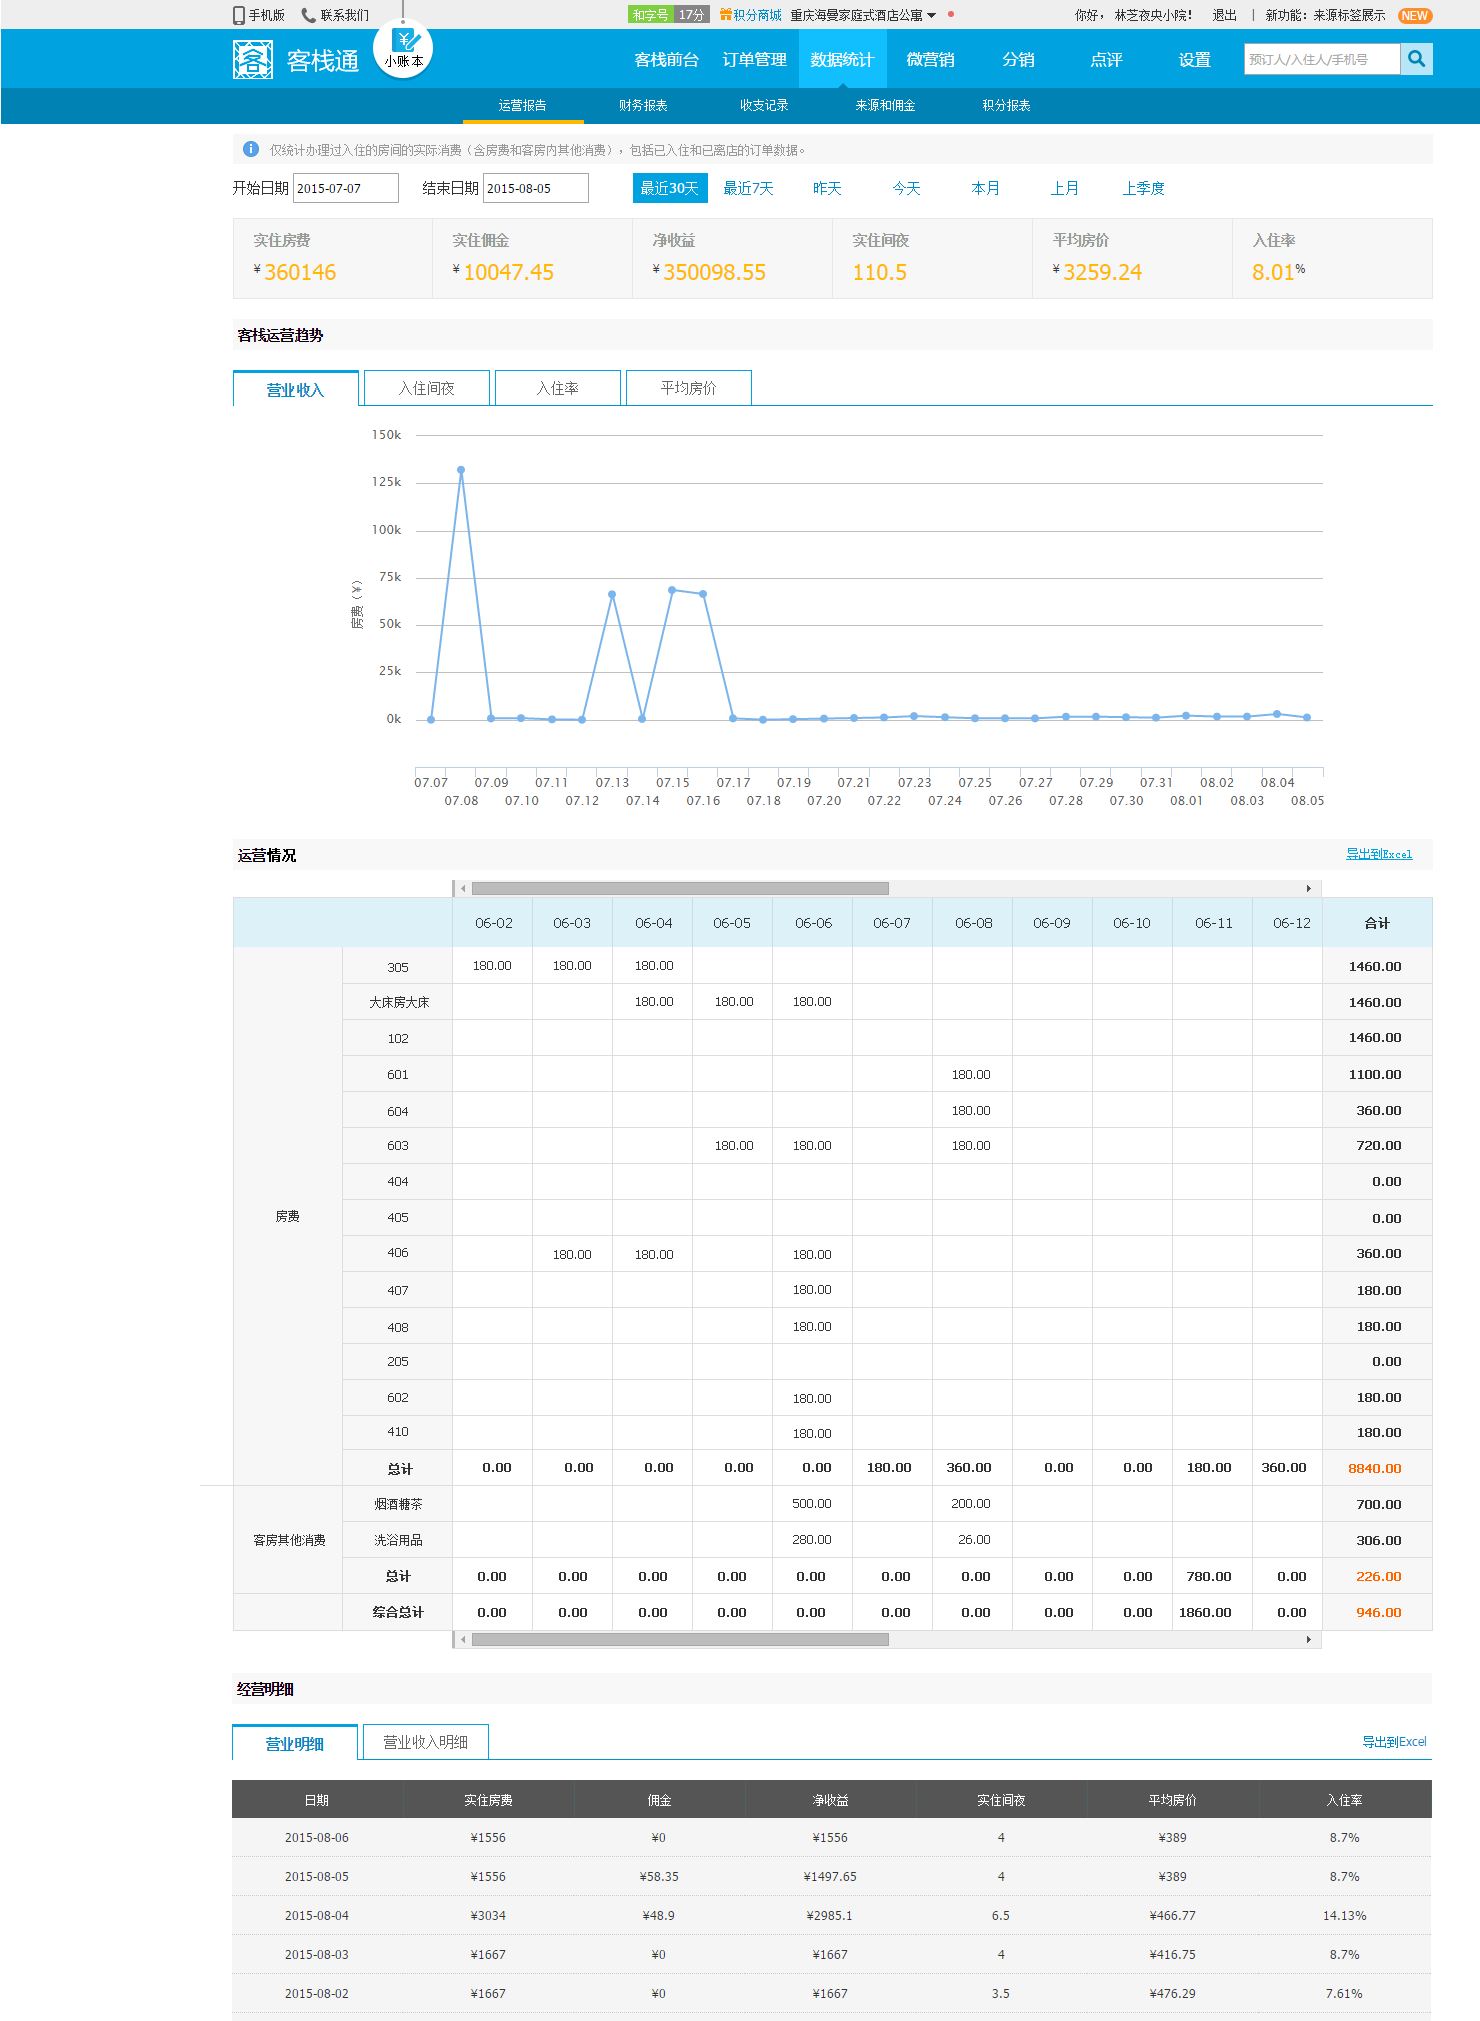 手机版 联系我们 和字号 17分 积分商城 重庆海曼家庭式酒店公寓 你好， 林芝夜央小院！ 退出 | 新功能：来源标签展示 NEW
客栈通 小账本 客栈前台 订单管理 数据统计 微营销 分销 点评 设置 预订人/入住人/手机号
运营报告 财务报表 收支记录 来源和佣金 积分报表
仅统计办理过入住的房间的实际消费（含房费和客房内其他消费），包括已入住和已离店的订单数据。
开始日期 2015-07-07 结束日期 2015-08-05 最近30天 最近7天 昨天 今天 本月 上月 上季度
实住房费 实住佣金 净收益 实住间夜 平均房价 入住率
¥ 360146 ¥ 10047.45 ¥ 350098.55 110.5 ¥ 3259.24 8.01%
客栈运营趋势
营业收入 入住间夜 入住率 平均房价
150k
125k
100k
75k
50k
25k
0k
房费（¥）
07.07 07.09 07.11 07.13 07.15 07.17 07.19 07.21 07.23 07.25 07.27 07.29 07.31 08.02 08.04
07.08 07.10 07.12 07.14 07.16 07.18 07.20 07.22 07.24 07.26 07.28 07.30 08.01 08.03 08.05
运营情况 导出到Excel
06-02 06-03 06-04 06-05 06-06 06-07 06-08 06-09 06-10 06-11 06-12 合计
305 180.00 180.00 180.00 1460.00
大床房大床 180.00 180.00 180.00 1460.00
102 1460.00
601 180.00 1100.00
604 180.00 360.00
603 180.00 180.00 180.00 720.00
404 0.00
房费
405 0.00
406 180.00 180.00 180.00 360.00
407 180.00 180.00
408 180.00 180.00
205 0.00
602 180.00 180.00
410 180.00 180.00
总计 0.00 0.00 0.00 0.00 0.00 180.00 360.00 0.00 0.00 180.00 360.00 8840.00
烟酒糖茶 500.00 200.00 700.00
客房其他消费 洗浴用品 280.00 26.00 306.00
总计 0.00 0.00 0.00 0.00 0.00 0.00 0.00 0.00 0.00 780.00 0.00 226.00
综合总计 0.00 0.00 0.00 0.00 0.00 0.00 0.00 0.00 0.00 1860.00 0.00 946.00
经营明细
营业明细 营业收入明细 导出到Excel
日期 实住房费 佣金 净收益 实住间夜 平均房价 入住率
2015-08-06 ¥1556 ¥0 ¥1556 4 ¥389 8.7%
2015-08-05 ¥1556 ¥58.35 ¥1497.65 4 ¥389 8.7%
2015-08-04 ¥3034 ¥48.9 ¥2985.1 6.5 ¥466.77 14.13%
2015-08-03 ¥1667 ¥0 ¥1667 4 ¥416.75 8.7%
2015-08-02 ¥1667 ¥0 ¥1667 3.5 ¥476.29 7.61%